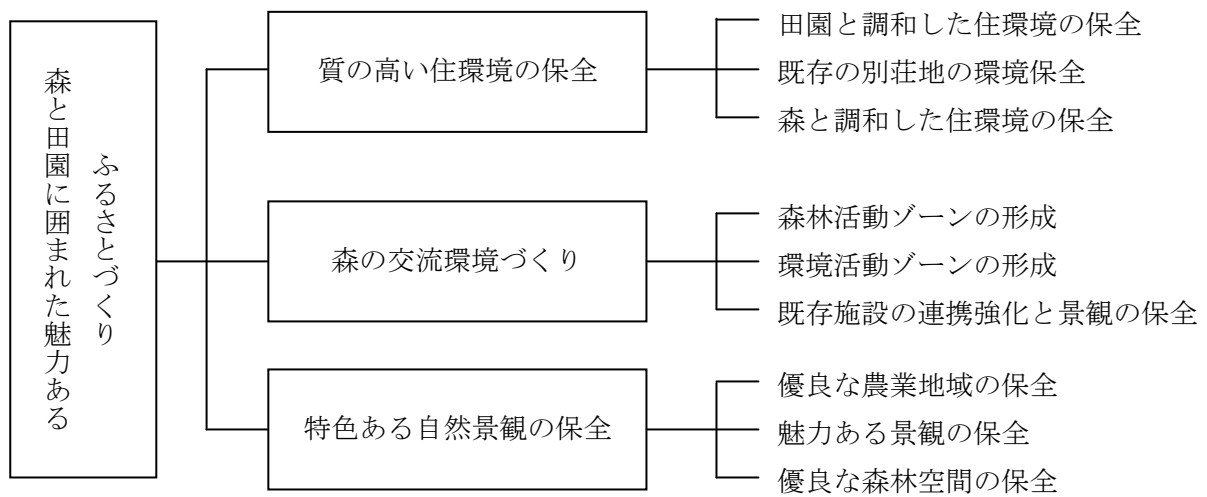 森と田園に囲まれた魅力ある
ふるさとづくり
質の高い住環境の保全
田園と調和した住環境の保全
既存の別荘地の環境保全
森と調和した住環境の保全
森の交流環境づくり
森林活動ゾーンの形成
環境活動ゾーンの形成
既存施設の連携強化と景観の保全
特色ある自然景観の保全
優良な農業地域の保全
魅力ある景観の保全
優良な森林空間の保全